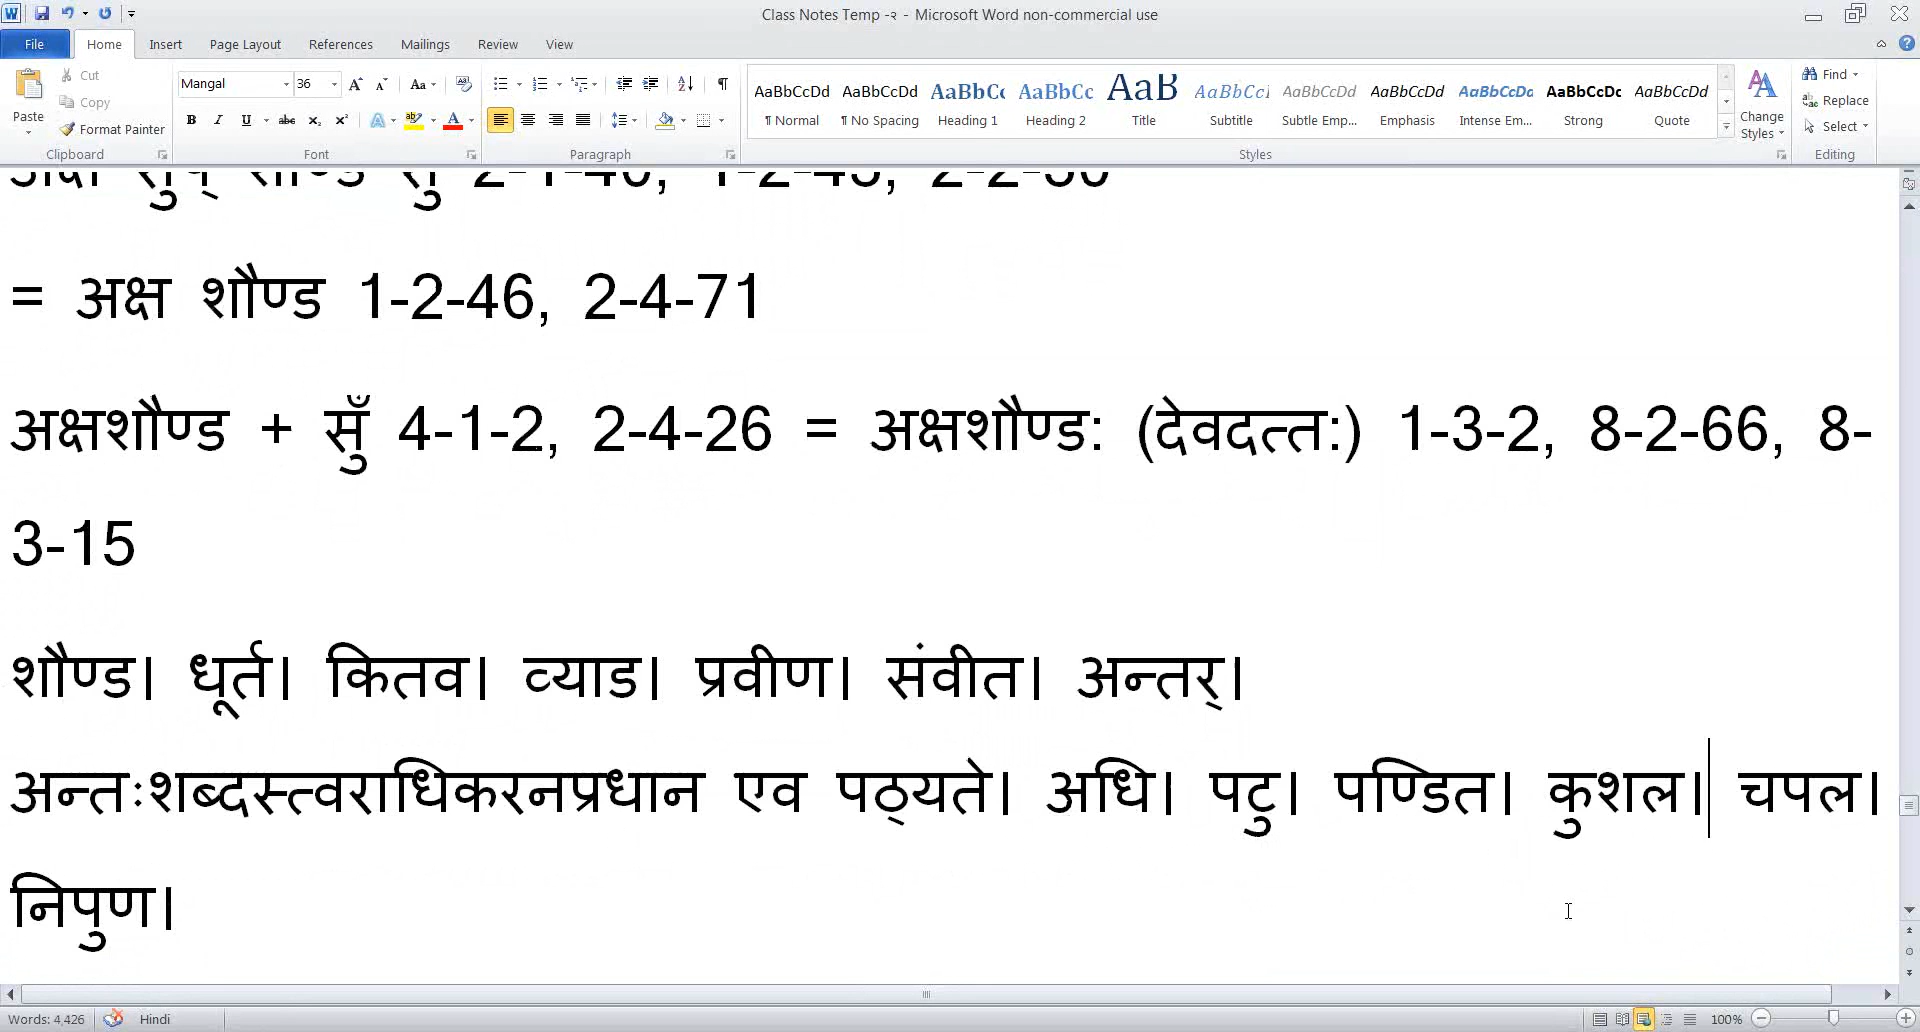 Class Notes Temp -२ - Microsoft Word non-commercial use
File Home Insert Page Layout References Mailings Review View
Cut
Copy
Format Painter
Paste
Clipboard
Mangal 36
Font
Paragraph
AaBbCcDd AaBbCcDd AaBbCc AaBbCc AaB AaBbCcI AaBbCcDd AaBbCcDd AaBbCcDd AaBbCcDc AaBbCcDd
¶ Normal ¶ No Spacing Heading 1 Heading 2 Title Subtitle Subtle Emp... Emphasis Intense Em... Strong Quote
Styles
Change Styles
Find
Replace
Select
Editing
= अक्ष शौण्ड 1-2-46, 2-4-71
अक्षशौण्ड + सुँ 4-1-2, 2-4-26 = अक्षशौण्ड: (देवदत्त:) 1-3-2, 8-2-66, 8-
3-15
शौण्ड। धूर्त। कितव। व्याड। प्रवीण। संवीत। अन्तर्।
अन्तःशब्दस्त्वराधिकरनप्रधान एव पठ्यते। अधि। पटु। पण्डित। कुशल। चपल।
निपुण।
Words: 4,426 Hindi 100%